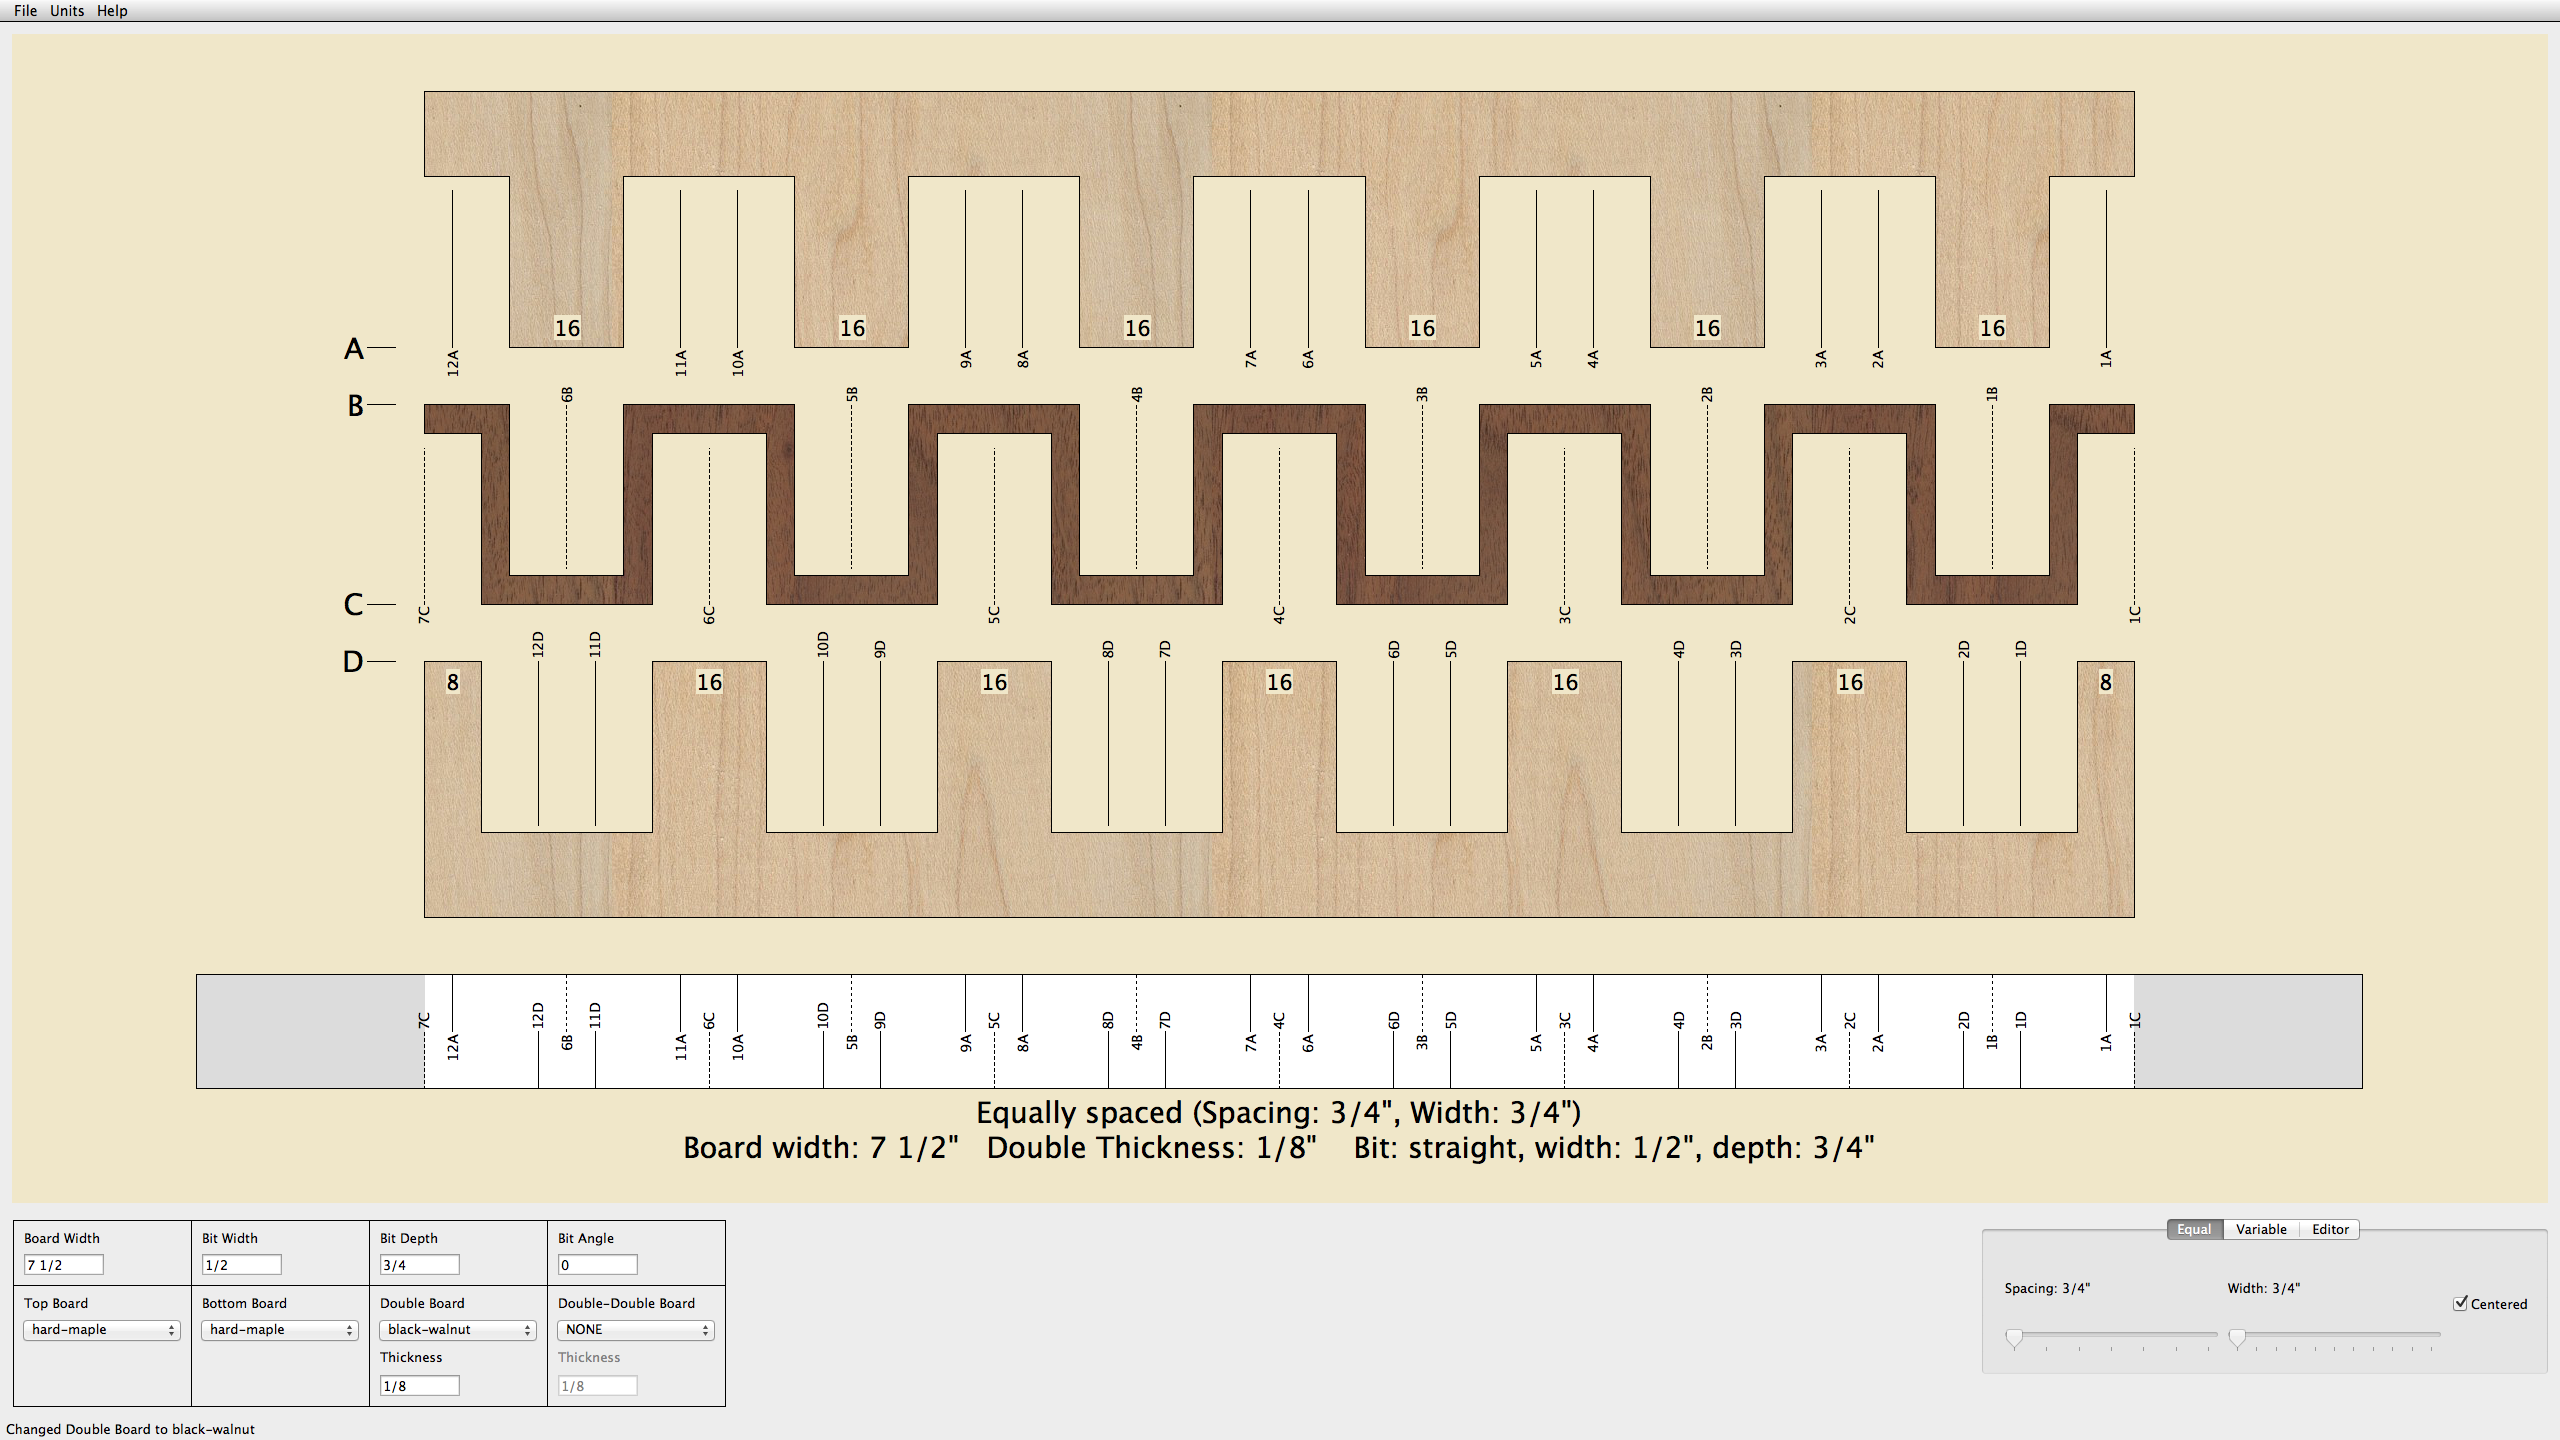 File Units Help
16 16 16 16 16 16
A
12A 11A 10A 9A 8A 7A 6A 5A 4A 3A 2A 1A
6B 5B 4B 3B 2B 1B
B
C
7C 6C 5C 4C 3C 2C 1C
12D 11D 10D 9D 8D 7D 6D 5D 4D 3D 2D 1D
D
8 16 16 16 16 16 8
7C 12A 12D 6B 11D 11A 6C 10A 10D 5B 9D 9A 5C 8A 8D 4B 7D 7A 4C 6A 6D 3B 5D 5A 3C 4A 4D 2B 3D 3A 2C 2A 2D 1B 1D 1A 1C
Equally spaced (Spacing: 3/4", Width: 3/4")
Board width: 7 1/2" Double Thickness: 1/8" Bit: straight, width: 1/2", depth: 3/4"
Board Width Bit Width Bit Depth Bit Angle
7 1/2 1/2 3/4 0
Top Board Bottom Board Double Board Double-Double Board
hard-maple hard-maple black-walnut NONE
Thickness Thickness
1/8 1/8
Equal Variable Editor
Spacing: 3/4" Width: 3/4"
Centered
Changed Double Board to black-walnut